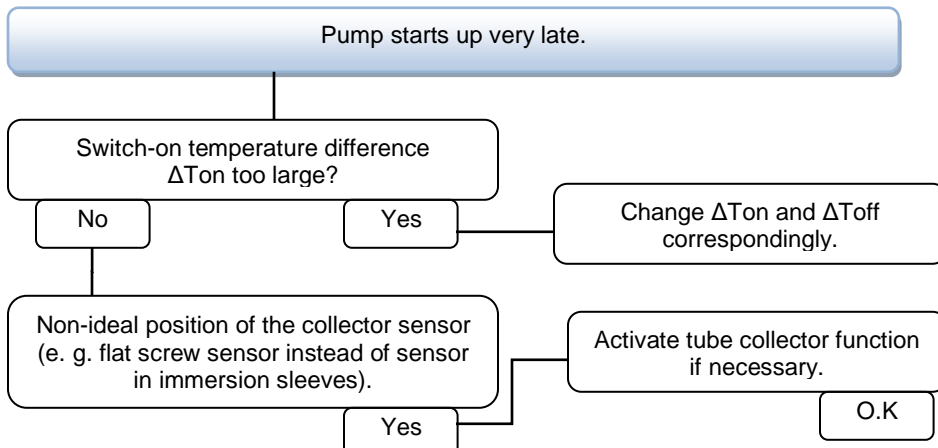 Pump starts up very late.
Switch-on temperature difference
ΔTon too large?
No
Yes
Change ΔTon and ΔToff
correspondingly.
Non-ideal position of the collector sensor
(e. g. flat screw sensor instead of sensor
in immersion sleeves).
Yes
Activate tube collector function
if necessary.
O.K